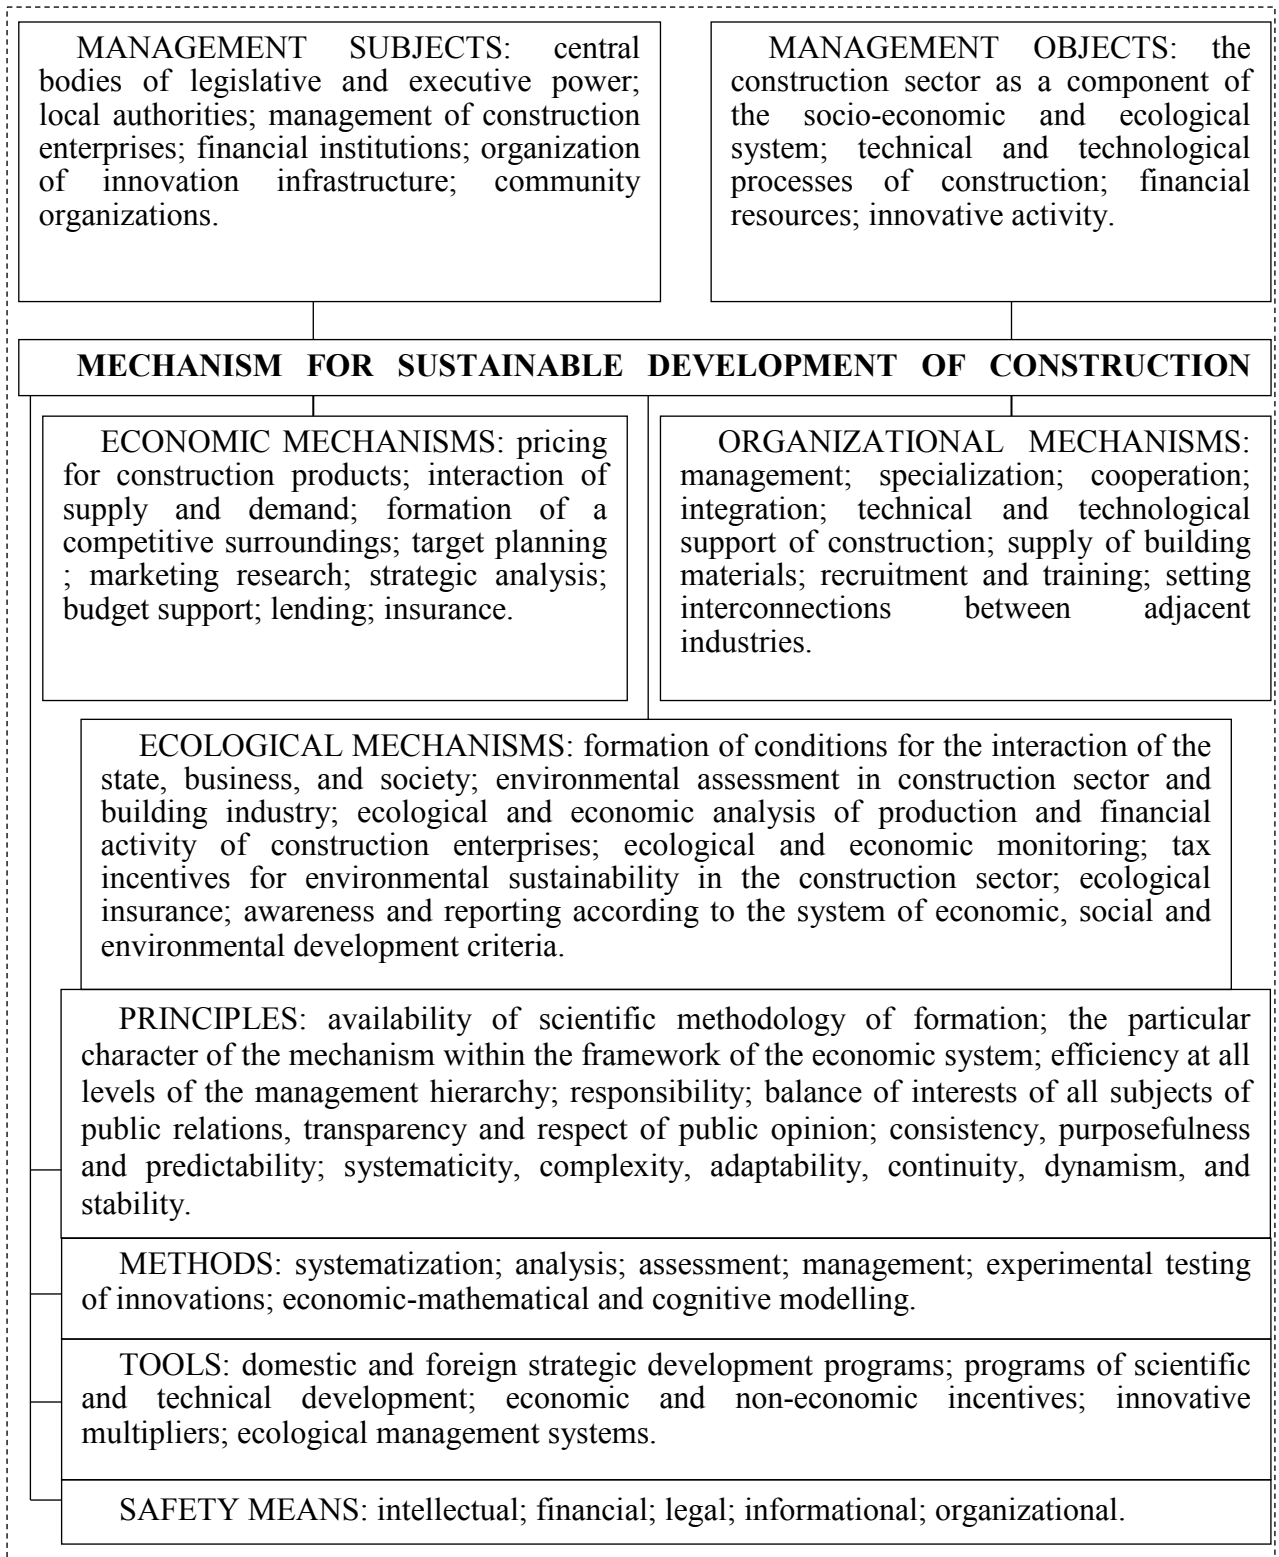 MANAGEMENT SUBJECTS: central
bodies of legislative and executive power;
local authorities; management of construction
enterprises; financial institutions; organization
of innovation infrastructure; community
organizations.
MANAGEMENT OBJECTS: the
construction sector as a component of
the socio-economic and ecological
system; technical and technological
processes of construction; financial
resources; innovative activity.
MECHANISM FOR SUSTAINABLE DEVELOPMENT OF CONSTRUCTION
ECONOMIC MECHANISMS: pricing
for construction products; interaction of
supply and demand; formation of a
competitive surroundings; target planning
; marketing research; strategic analysis;
budget support; lending; insurance.
ORGANIZATIONAL MECHANISMS:
management; specialization; cooperation;
integration; technical and technological
support of construction; supply of building
materials; recruitment and training; setting
interconnections between adjacent
industries.
ECOLOGICAL MECHANISMS: formation of conditions for the interaction of the
state, business, and society; environmental assessment in construction sector and
building industry; ecological and economic analysis of production and financial
activity of construction enterprises; ecological and economic monitoring; tax
incentives for environmental sustainability in the construction sector; ecological
insurance; awareness and reporting according to the system of economic, social and
environmental development criteria.
PRINCIPLES: availability of scientific methodology of formation; the particular
character of the mechanism within the framework of the economic system; efficiency at all
levels of the management hierarchy; responsibility; balance of interests of all subjects of
public relations, transparency and respect of public opinion; consistency, purposefulness
and predictability; systematicity, complexity, adaptability, continuity, dynamism, and
stability.
METHODS: systematization; analysis; assessment; management; experimental testing
of innovations; economic-mathematical and cognitive modelling.
TOOLS: domestic and foreign strategic development programs; programs of scientific
and technical development; economic and non-economic incentives; innovative
multipliers; ecological management systems.
SAFETY MEANS: intellectual; financial; legal; informational; organizational.